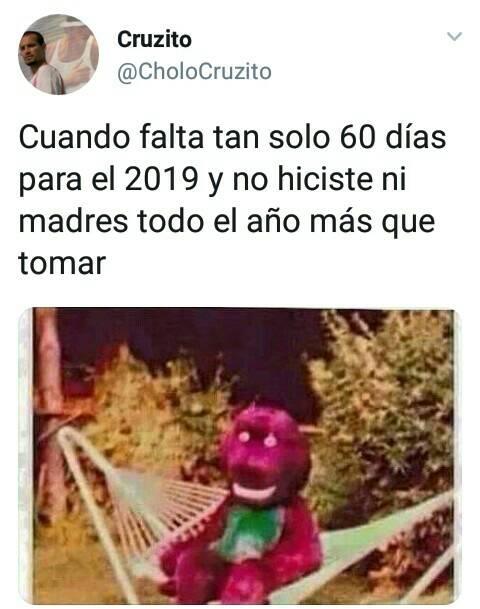 Cruzito
@CholoCruzito
Cuando falta tan solo 60 días
para el 2019 y no hiciste ni
madres todo el año más que
tomar